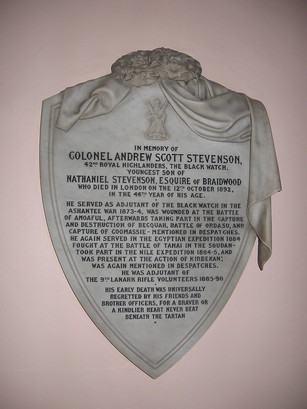 IN MEMORY OF
COLONEL ANDREW SCOTT STEVENSON,
42ND ROYAL HIGHLANDERS, THE BLACK WATCH,
YOUNGEST SON OF
NATHANIEL STEVENSON, ESQUIRE OF BRAIDWOOD
WHO DIED IN LONDON ON THE 12TH OCTOBER 1892,
IN THE 46TH YEAR OF HIS AGE.
HE SERVED AS ADJUTANT OF THE BLACK WATCH IN THE
ASHANTEE WAR 1873-4, WAS WOUNDED AT THE BATTLE
OF AMOAFUL, AFTERWARDS TAKING PART IN THE CAPTURE
AND DESTRUCTION OF BECQUAH, BATTLE OF ORDASU, AND
CAPTURE OF COOMASSIE - MENTIONED IN DESPATCHES.
HE AGAIN SERVED IN THE EGYPTIAN EXPEDITION 1884
FOUGHT AT THE BATTLE OF TAMAI IN THE SOUDAN-
TOOK PART IN THE NILE EXPEDITION 1884-5, AND
WAS PRESENT AT THE ACTION OF KIRBEKAN;
WAS AGAIN MENTIONED IN DESPATCHES.
HE WAS ADJUTANT OF
THE 9TH LANARK RIFLE VOLUNTEERS 1885-90
HIS EARLY DEATH WAS UNIVERSALLY
REGRETTED BY HIS FRIENDS AND
BROTHER OFFICERS, FOR A BRAVER OR
A KINDLIER HEART NEVER BEAT
BENEATH THE TARTAN